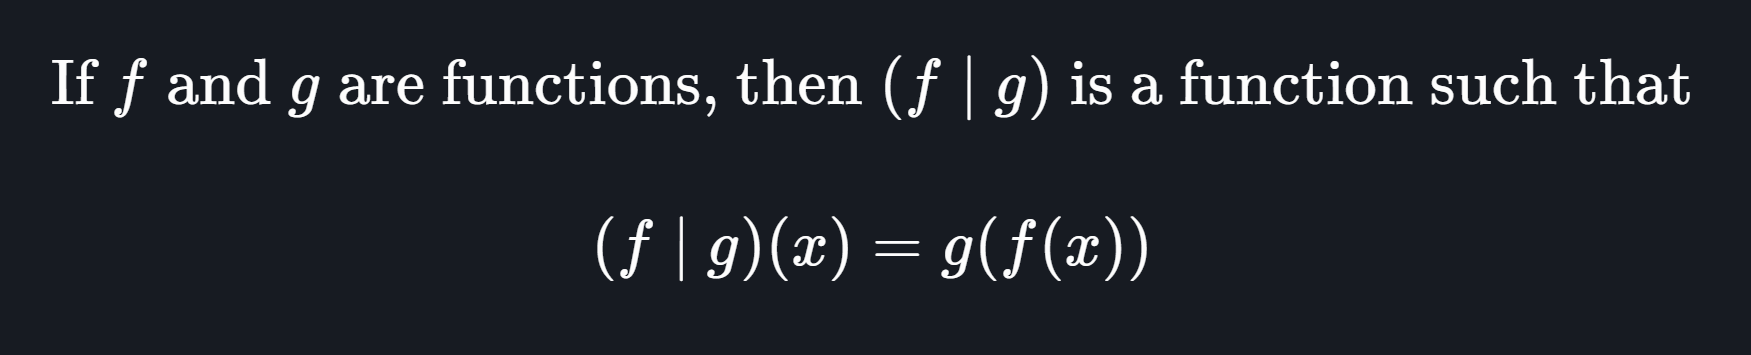 If f and g are functions, then (f | g) is a function such that
(f | g)(x) = g(f(x))